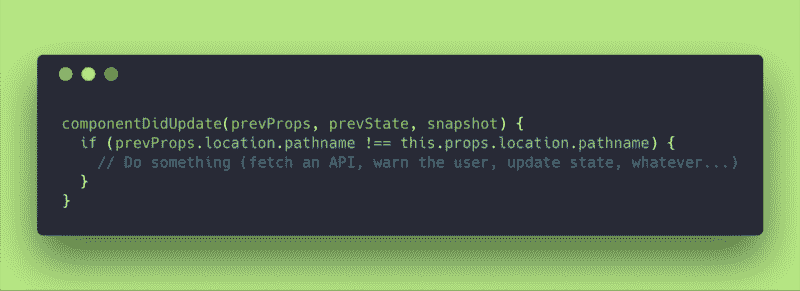 componentDidUpdate(prevProps, prevState, snapshot) {
if (prevProps.location.pathname !== this.props.location.pathname) {
// Do something (fetch an API, warn the user, update state, whatever...)
}
}